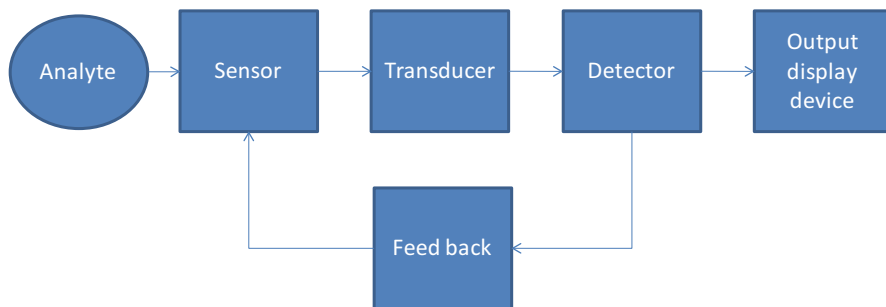 Analyte
Sensor
Transducer
Detector
Output
display
device
Feed back